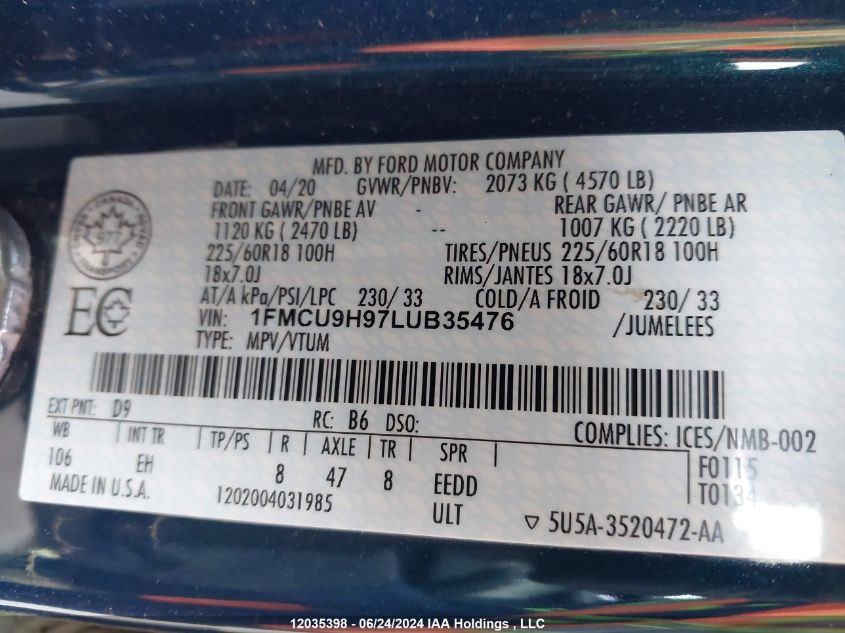 MFD. BY FORD MOTOR COMPANY
DATE: 04/20 GVWR/PNBV: 2073 KG ( 4570 LB)
FRONT GAWR/PNBE AV - REAR GAWR/ PNBE AR
1120 KG ( 2470 LB) -- 1007 KG ( 2220 LB)
225/60R18 100H TIRES/PNEUS 225/60R18 100H
18x7.0J RIMS/JANTES 18x7.0J
AT/A kPa/PSI/LPC 230/ 33 COLD/A FROID 230/ 33
VIN: 1FMCU9H97LUB35476 /JUMELEES
TYPE: MPV/VTUM
EC
EXT PNT: D9 RC: B6 DSO:
COMPLIES: ICES/NMB-002
WB INT TR TP/PS R AXLE TR SPR
106 EH 8 47 8 EEDD F0115
MADE IN U.S.A. 1202004031985 ULT T0134
▽ 5U5A-3520472-AA
12035398 - 06/24/2024 IAA Holdings , LLC